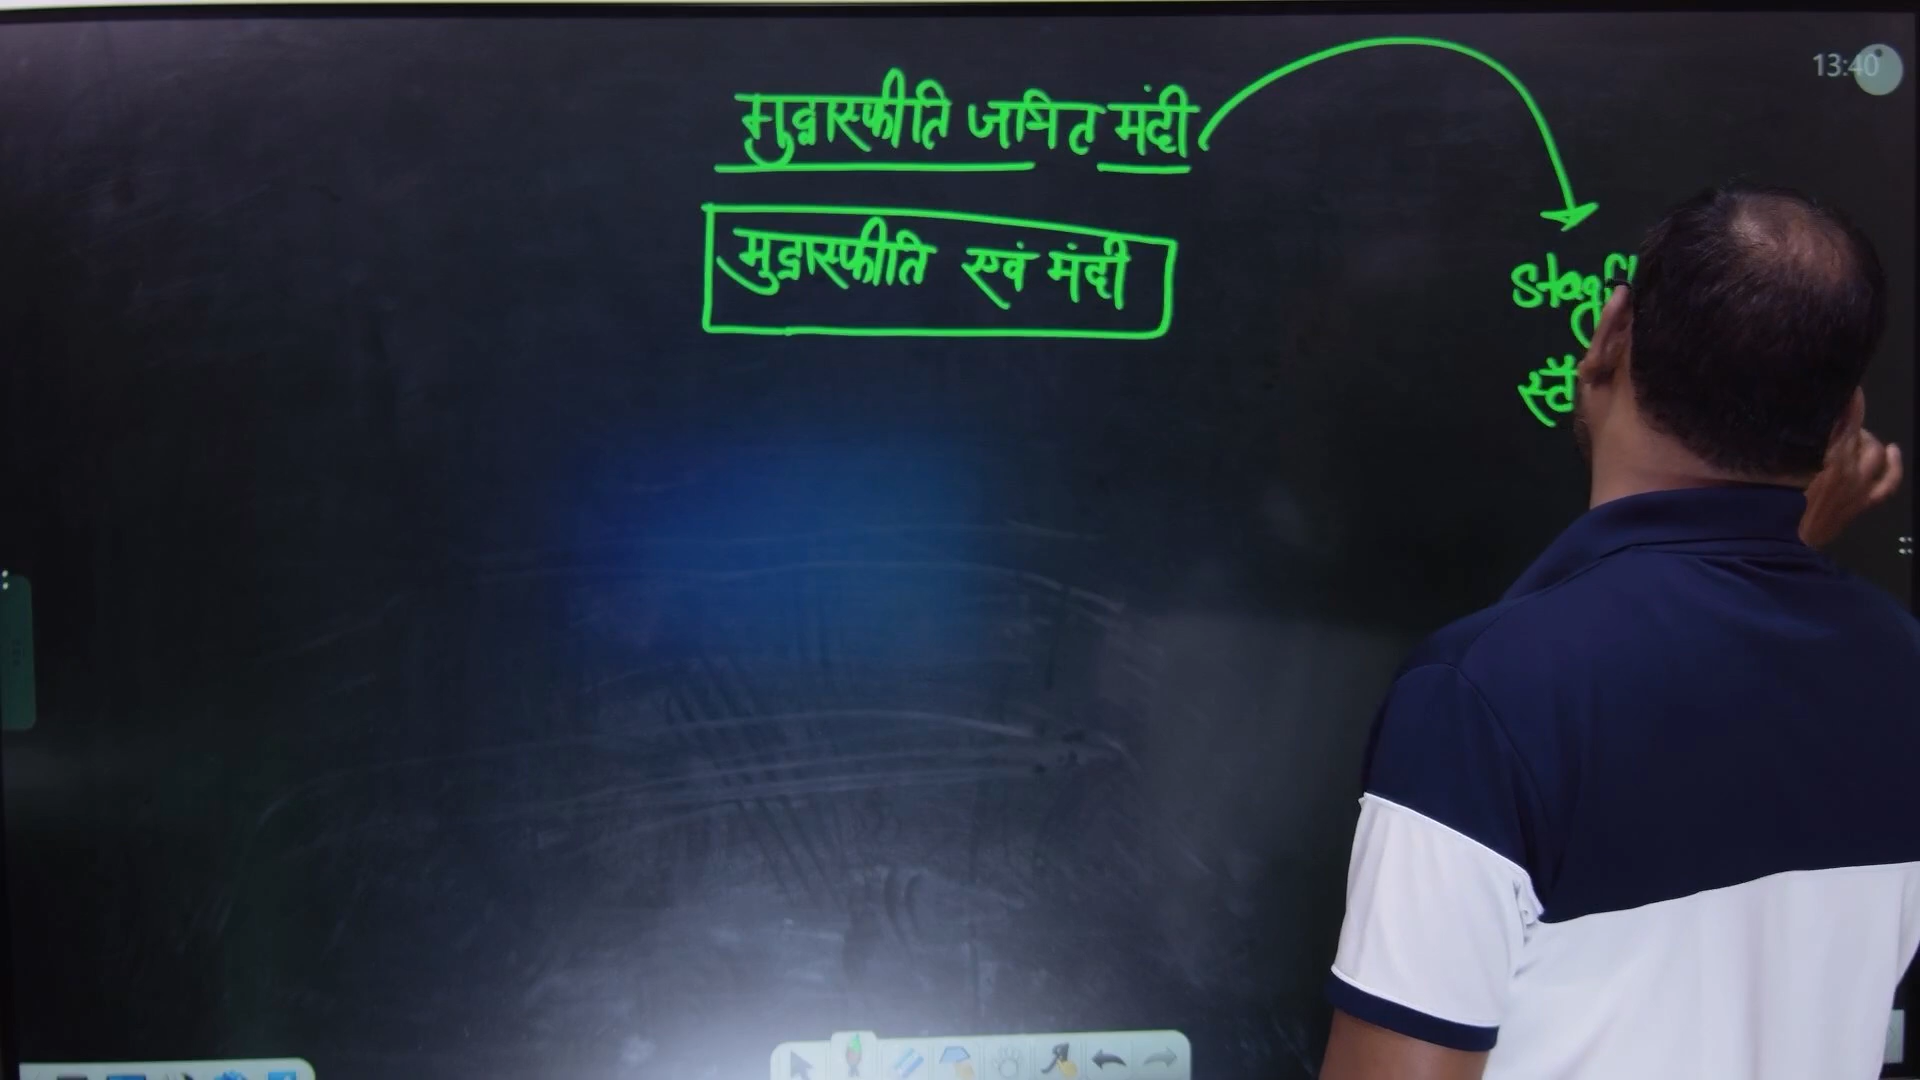 13:40
मुद्रास्फीति जनित मंदी
मुद्रास्फीति एवं मंदी